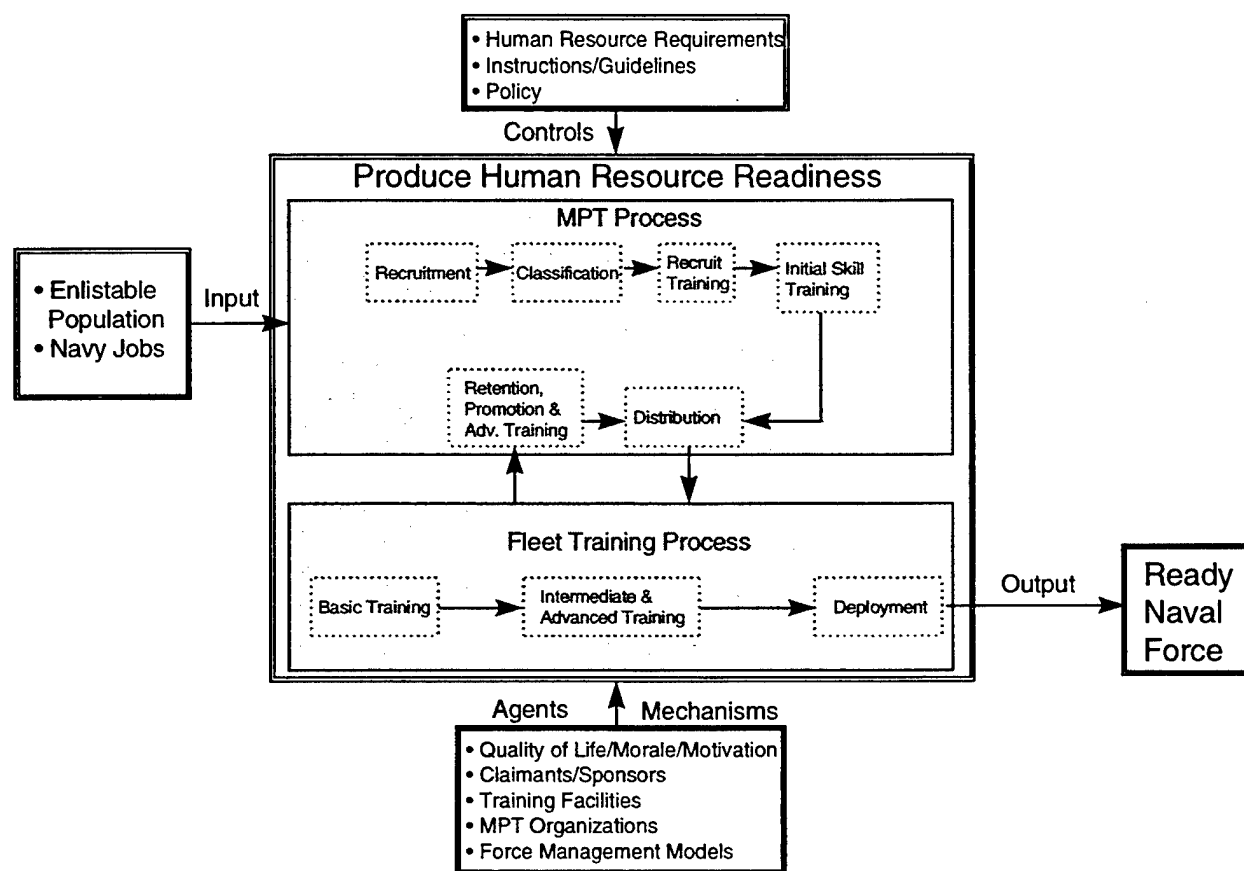 • Human Resource Requirements
• Instructions/Guidelines
• Policy
Controls
Produce Human Resource Readiness
MPT Process
Recruitment
Classification
Recruit
Training
Initial Skill
Training
• Enlistable
Population
• Navy Jobs
Input
Retention,
Promotion &
Adv. Training
Distribution
Fleet Training Process
Basic Training
Intermediate &
Advanced Training
Deployment
Output
Ready
Naval
Force
Agents
Mechanisms
• Quality of Life/Morale/Motivation
• Claimants/Sponsors
• Training Facilities
• MPT Organizations
• Force Management Models